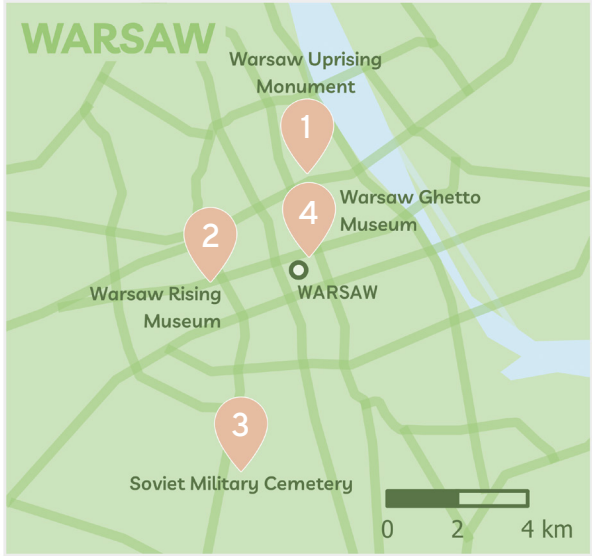 WARSAW
Warsaw Uprising
Monument
1
4
Warsaw Ghetto
Museum
2
Warsaw Rising
Museum
WARSAW
3
Soviet Military Cemetery
0 2 4 km